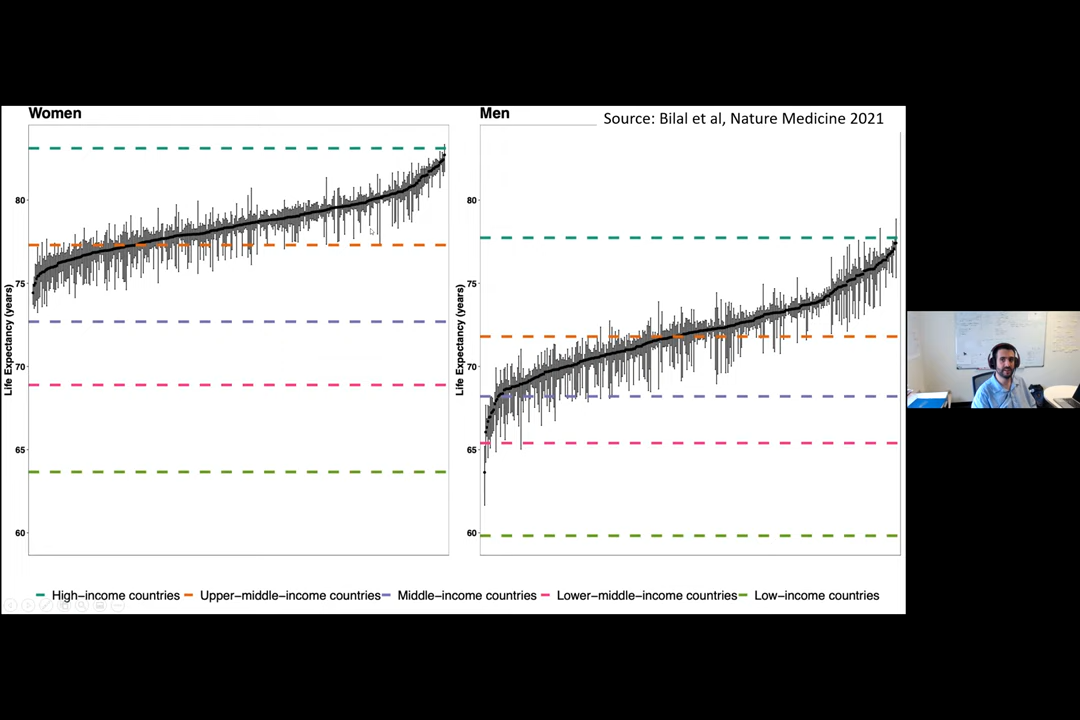 Women
Men
Source: Bilal et al, Nature Medicine 2021
Life Expectancy (years)
80
75
70
65
60
Life Expectancy (years)
80
75
70
65
60
High-income countries
Upper-middle-income countries
Middle-income countries
Lower-middle-income countries
Low-income countries